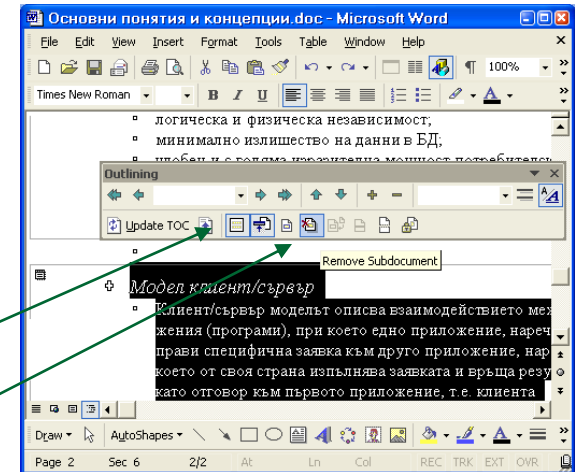 Основни понятия и концепции.doc - Microsoft Word
File Edit View Insert Format Tools Table Window Help
100%
Times New Roman B I U A
логическа и физическа независимост;
минимално излишество на данни в БД;
Outlining
Update TOC
Remove Subdocument
Модел клиент/сървър
Клиент/сървър моделът описва взаимодействието меж
жения (програми), при което едно приложение, нареч
прави специфична заявка към друго приложение, нар
което от своя страна изпълнява заявката и връща резу
като отговор към първото приложение, т.е. клиента
Draw AutoShapes
Page 2 Sec 6 2/2 At Ln Col REC TRK EXT OVR